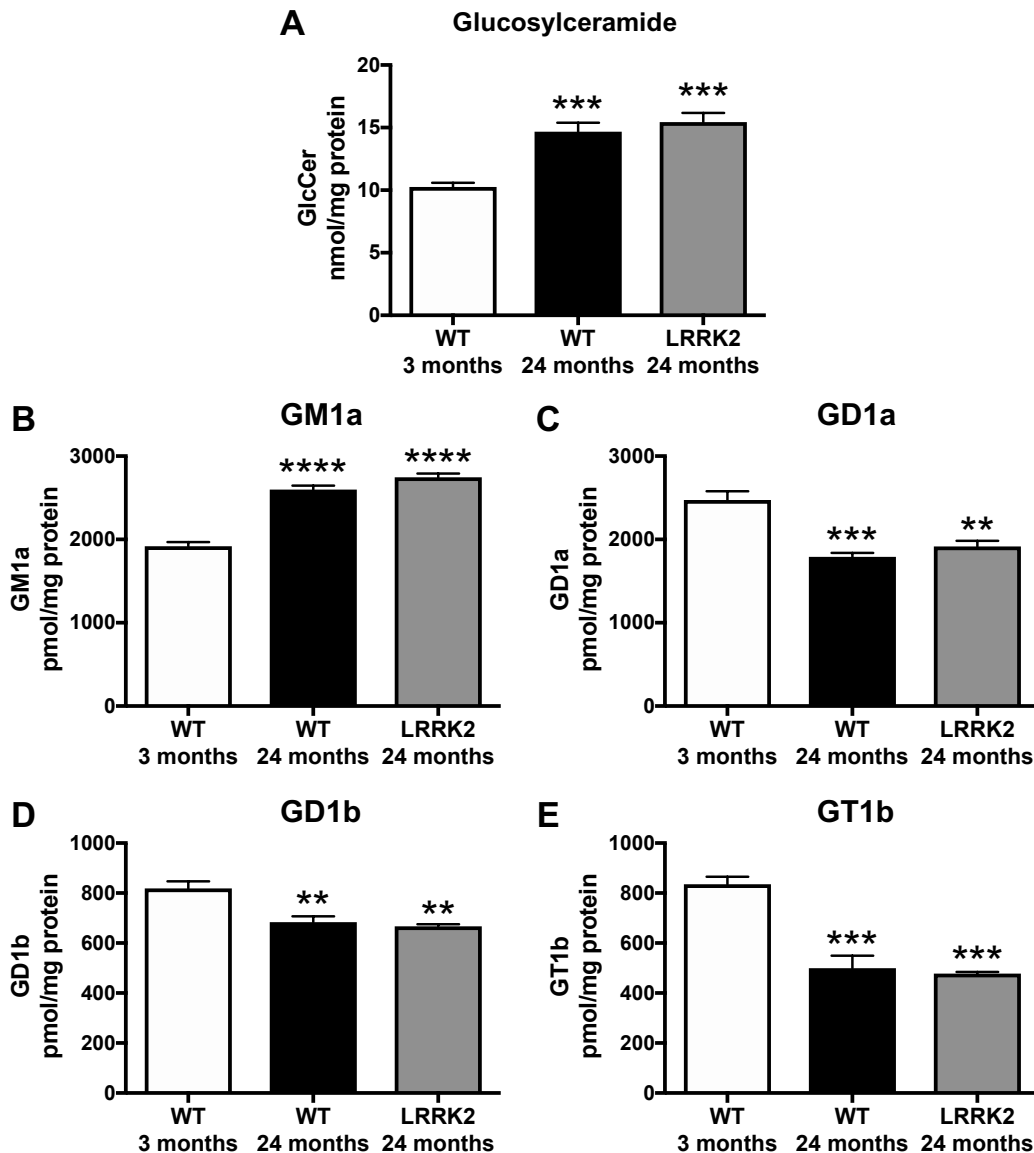 A
Glucosylceramide
GlcCer
nmol/mg protein
20
15
10
5
0
***
***
WT
3 months
WT
24 months
LRRK2
24 months
B
GM1a
GM1a
pmol/mg protein
3000
2000
1000
0
****
****
WT
3 months
WT
24 months
LRRK2
24 months
C
GD1a
GD1a
pmol/mg protein
3000
2000
1000
0
***
**
WT
3 months
WT
24 months
LRRK2
24 months
D
GD1b
GD1b
pmol/mg protein
1000
800
600
400
200
0
**
**
WT
3 months
WT
24 months
LRRK2
24 months
E
GT1b
GT1b
pmol/mg protein
1000
800
600
400
200
0
***
***
WT
3 months
WT
24 months
LRRK2
24 months